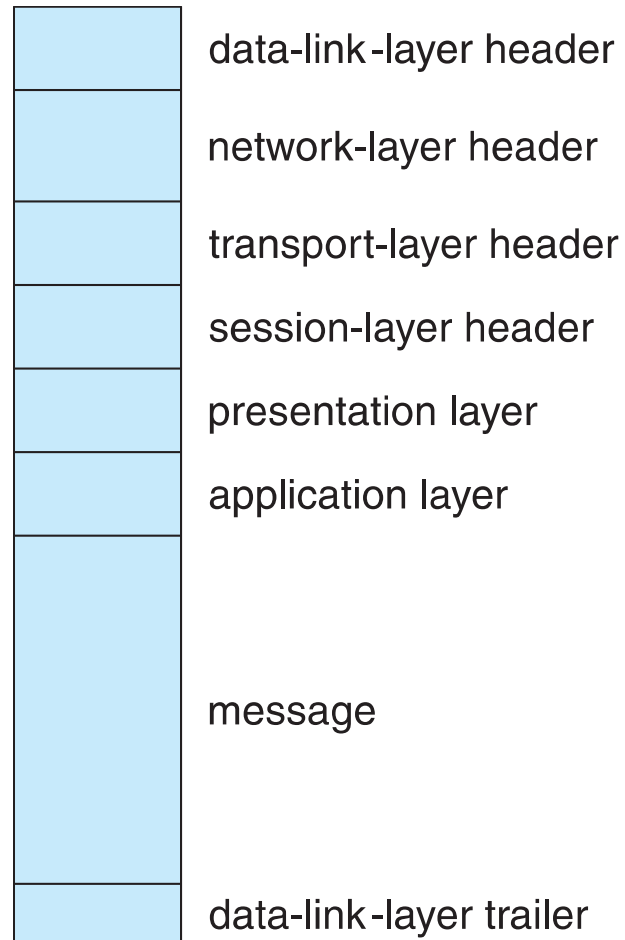 data-link-layer header
network-layer header
transport-layer header
session-layer header
presentation layer
application layer
message
data-link-layer trailer